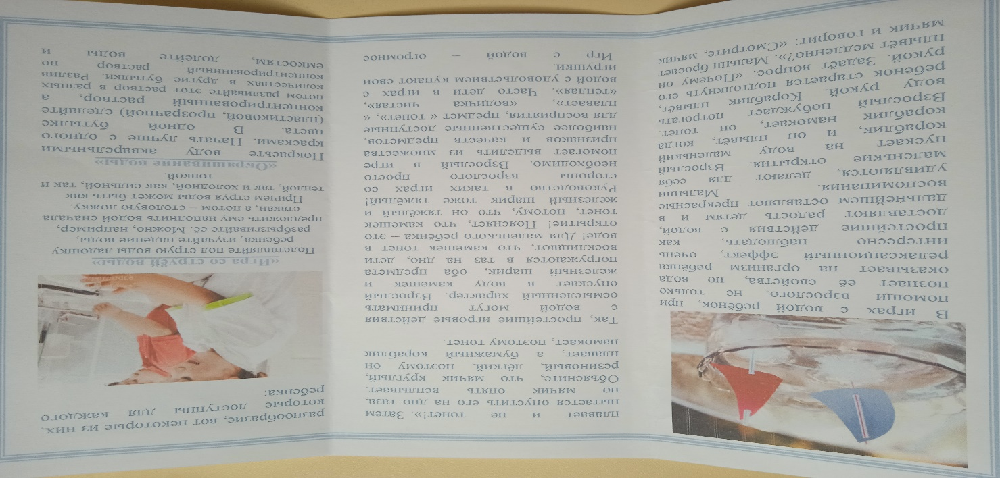 В играх с водой ребёнок, при
помощи взрослого, не только
познает её свойства, но вода
оказывает на организм ребёнка
релаксационный эффект, очень
интересно наблюдать, как
простейшие действия с водой,
доставляют радость детям и в
дальнейшем оставляют прекрасные
воспоминания. Малыши
удивляются, делают для себя
маленькие открытия. Взрослый
пускает на воду маленький
кораблик, и он плывёт, когда
кораблик намокает, он тонет.
Взрослый побуждает потрогать
воду рукой. Кораблик плывёт,
ребенок старается подтолкнуть его
рукой. Задаёт вопрос: «Почему он
плывёт медленно?». Малыш бросает
мячик и говорит: «Смотрите, мячик
плавает и не тонет!». Затем
пытается опустить его на дно таза,
но мячик опять всплывает.
Объясните, что мячик круглый,
резиновый, лёгкий, поэтому он
плавает, а бумажный кораблик
намокает, поэтому тонет.
Так, простейшие игровые действия
с водой могут принимать
осмысленный характер. Взрослый
опускает в воду камешек и
железный шарик, оба предмета
погружаются в таз на дно, дети
восклицают, что камешек тонет в
воде! Для маленького ребёнка – это
открытие! Поясняет, что камешек
тонет, потому, что он тяжёлый и
железный шарик тоже тяжёлый!
Руководство в таких играх со
стороны взрослого просто
необходимо. Взрослый в игре
помогает выделить из множества
признаков и качеств предметов,
наиболее существенные доступные
для восприятия, предмет « тонет», «
плавает», «водичка чистая»,
«тёплая». Часто дети в играх с
водой с удовольствием купают свои
игрушки.
Игр с водой – огромное
разнообразие, вот некоторые из них,
которые доступны для каждого
ребенка:
«Игра со струёй воды»
Подставляйте под струю воды ладошку
ребенка, изучайте падение воды,
разбрызгивайте её. Можно, например,
предложить ему наполнить водой сначала
стакан, а потом – столовую ложку.
Причем струя воды может быть как
теплой, так и холодной, как сильной, так и
тонкой.
«Окрашивание воды»
Покрасьте воду акварельными
красками. Начать лучше с одного
цвета. В одной бутылке
(пластиковой, прозрачной) сделайте
концентрированный раствор, а
потом разливайте этот раствор в разных
количествах в другие бутылки. Разлив
концентрированный раствор по
емкостям, долейте воды и